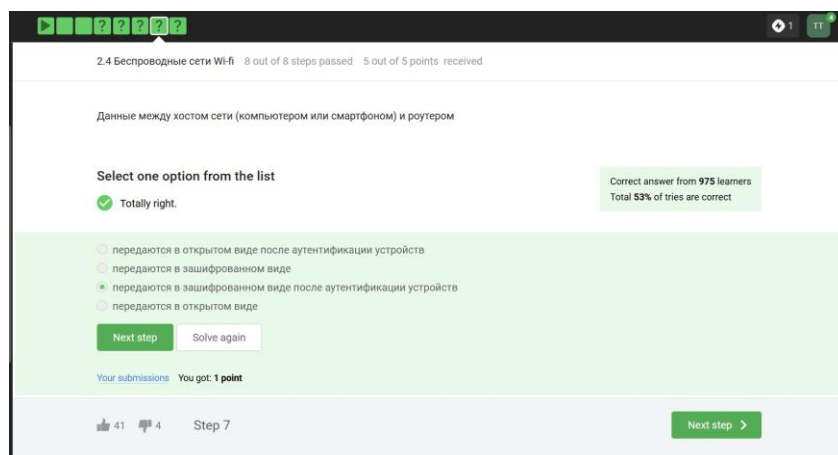 ? ? ? ? ?
1
TT
4
2.4 Беспроводные сети Wi-fi 8 out of 8 steps passed 5 out of 5 points received
Данные между хостом сети (компьютером или смартфоном) и роутером
Select one option from the list
Correct answer from 975 learners
Total 53% of tries are correct
Totally right.
передаются в открытом виде после аутентификации устройств
передаются в зашифрованном виде
передаются в зашифрованном виде после аутентификации устройств
передаются в открытом виде
Next step Solve again
Your submissions You got: 1 point
41 4 Step 7 Next step